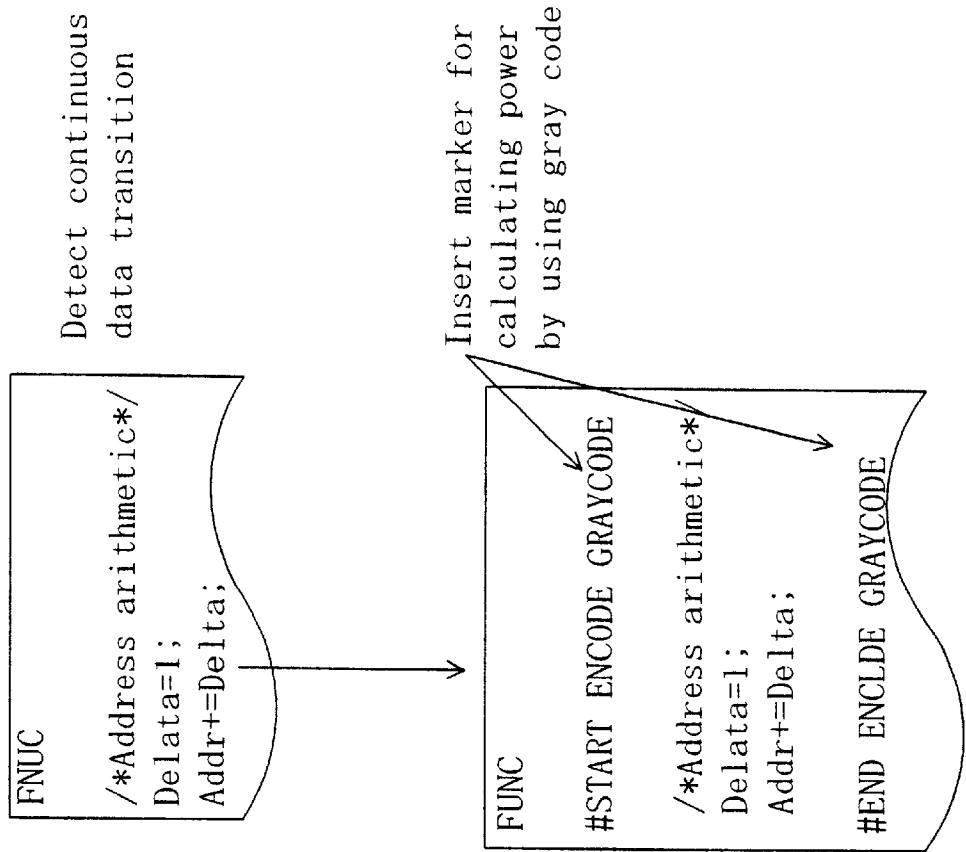 FNUC
/*Address arithmetic*/
Delata=1;
Addr+=Delta;
Detect continuous
data transition
FUNC
#START ENCODE GRAYCODE
/*Address arithmetic*/
Delata=1;
Addr+=Delta;
#END ENCLDE GRAYCODE
Insert marker for
calculating power
by using gray code